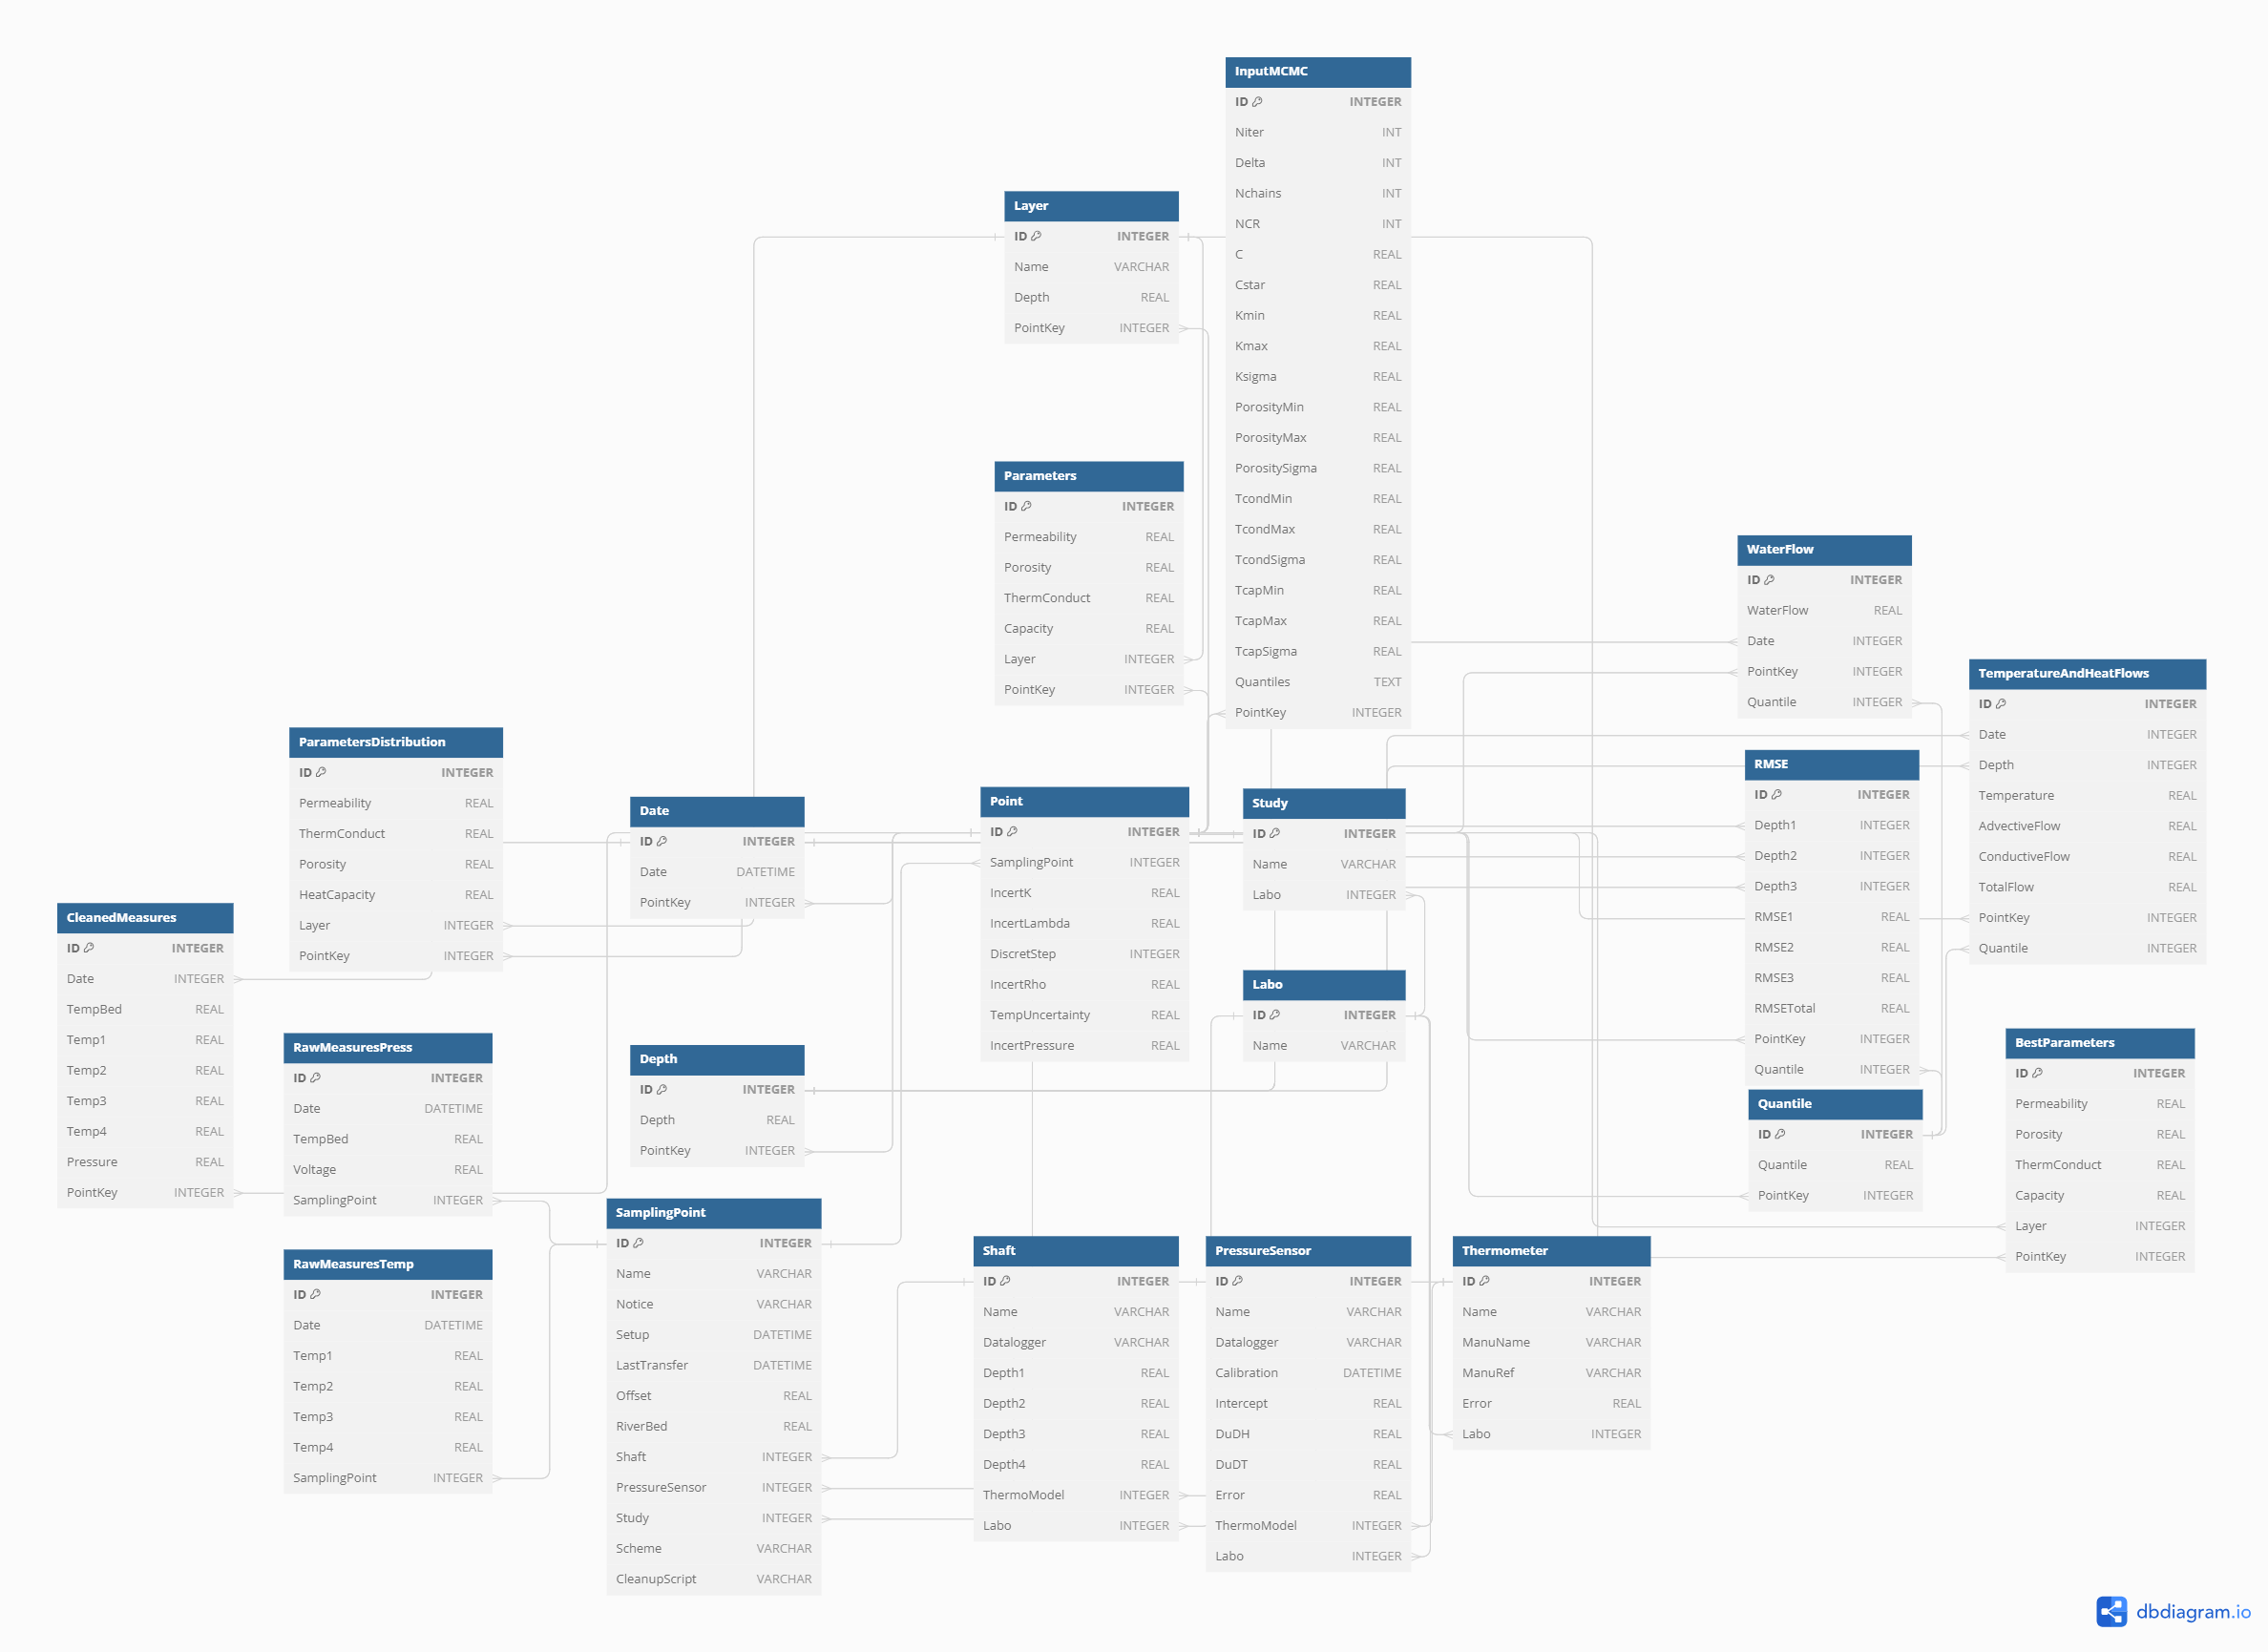 InputMCMC
ID INTEGER
Niter INT
Delta INT
Nchains INT
NCR INT
C REAL
Cstar REAL
Kmin REAL
Kmax REAL
Ksigma REAL
PorosityMin REAL
PorosityMax REAL
PorositySigma REAL
TcondMin REAL
TcondMax REAL
TcondSigma REAL
TcapMin REAL
TcapMax REAL
TcapSigma REAL
Quantiles TEXT
PointKey INTEGER
Layer
ID INTEGER
Name VARCHAR
Depth REAL
PointKey INTEGER
Parameters
ID INTEGER
Permeability REAL
Porosity REAL
ThermConduct REAL
Capacity REAL
Layer INTEGER
PointKey INTEGER
WaterFlow
ID INTEGER
WaterFlow REAL
Date INTEGER
PointKey INTEGER
Quantile INTEGER
TemperatureAndHeatFlows
ID INTEGER
Date INTEGER
Depth INTEGER
Temperature REAL
AdvectiveFlow REAL
ConductiveFlow REAL
TotalFlow REAL
PointKey INTEGER
Quantile INTEGER
ParametersDistribution
ID INTEGER
Permeability REAL
ThermConduct REAL
Porosity REAL
HeatCapacity REAL
Layer INTEGER
PointKey INTEGER
RMSE
ID INTEGER
Depth1 INTEGER
Depth2 INTEGER
Depth3 INTEGER
RMSE1 REAL
RMSE2 REAL
RMSE3 REAL
RMSETotal REAL
PointKey INTEGER
Quantile INTEGER
Date
ID INTEGER
Date DATETIME
PointKey INTEGER
Point
ID INTEGER
SamplingPoint INTEGER
IncertK REAL
IncertLambda REAL
DiscretStep INTEGER
IncertRho REAL
TempUncertainty REAL
IncertPressure REAL
Study
ID INTEGER
Name VARCHAR
Labo INTEGER
CleanedMeasures
ID INTEGER
Date INTEGER
TempBed REAL
Temp1 REAL
Temp2 REAL
Temp3 REAL
Temp4 REAL
Pressure REAL
PointKey INTEGER
Labo
ID INTEGER
Name VARCHAR
RawMeasuresPress
ID INTEGER
Date DATETIME
TempBed REAL
Voltage REAL
SamplingPoint INTEGER
Depth
ID INTEGER
Depth REAL
PointKey INTEGER
BestParameters
ID INTEGER
Permeability REAL
Porosity REAL
ThermConduct REAL
Capacity REAL
Layer INTEGER
PointKey INTEGER
Quantile
ID INTEGER
Quantile REAL
PointKey INTEGER
SamplingPoint
ID INTEGER
Name VARCHAR
Notice VARCHAR
Setup DATETIME
LastTransfer DATETIME
Offset REAL
RiverBed REAL
Shaft INTEGER
PressureSensor INTEGER
Study INTEGER
Scheme VARCHAR
CleanupScript VARCHAR
RawMeasuresTemp
ID INTEGER
Date DATETIME
Temp1 REAL
Temp2 REAL
Temp3 REAL
Temp4 REAL
SamplingPoint INTEGER
Shaft
ID INTEGER
Name VARCHAR
Datalogger VARCHAR
Depth1 REAL
Depth2 REAL
Depth3 REAL
Depth4 REAL
ThermoModel INTEGER
Labo INTEGER
PressureSensor
ID INTEGER
Name VARCHAR
Datalogger VARCHAR
Calibration DATETIME
Intercept REAL
DuDH REAL
DuDT REAL
Error REAL
ThermoModel INTEGER
Labo INTEGER
Thermometer
ID INTEGER
Name VARCHAR
ManuName VARCHAR
ManuRef VARCHAR
Error REAL
Labo INTEGER
dbdiagram.io